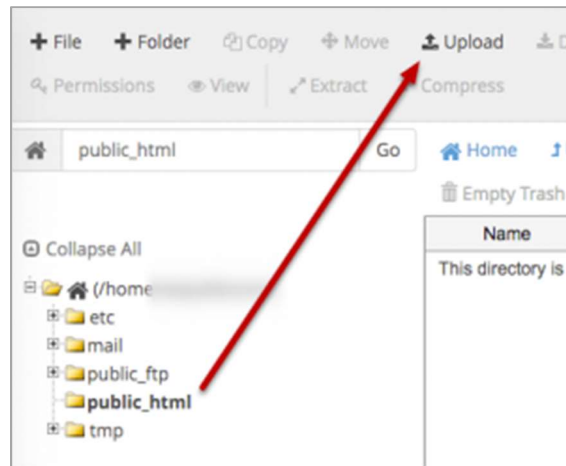 + File + Folder Copy Move Upload
Permissions View Extract Compress
public_html Go Home
Empty Trash
Collapse All Name
(/home This directory is
etc
mail
public_ftp
public_html
tmp